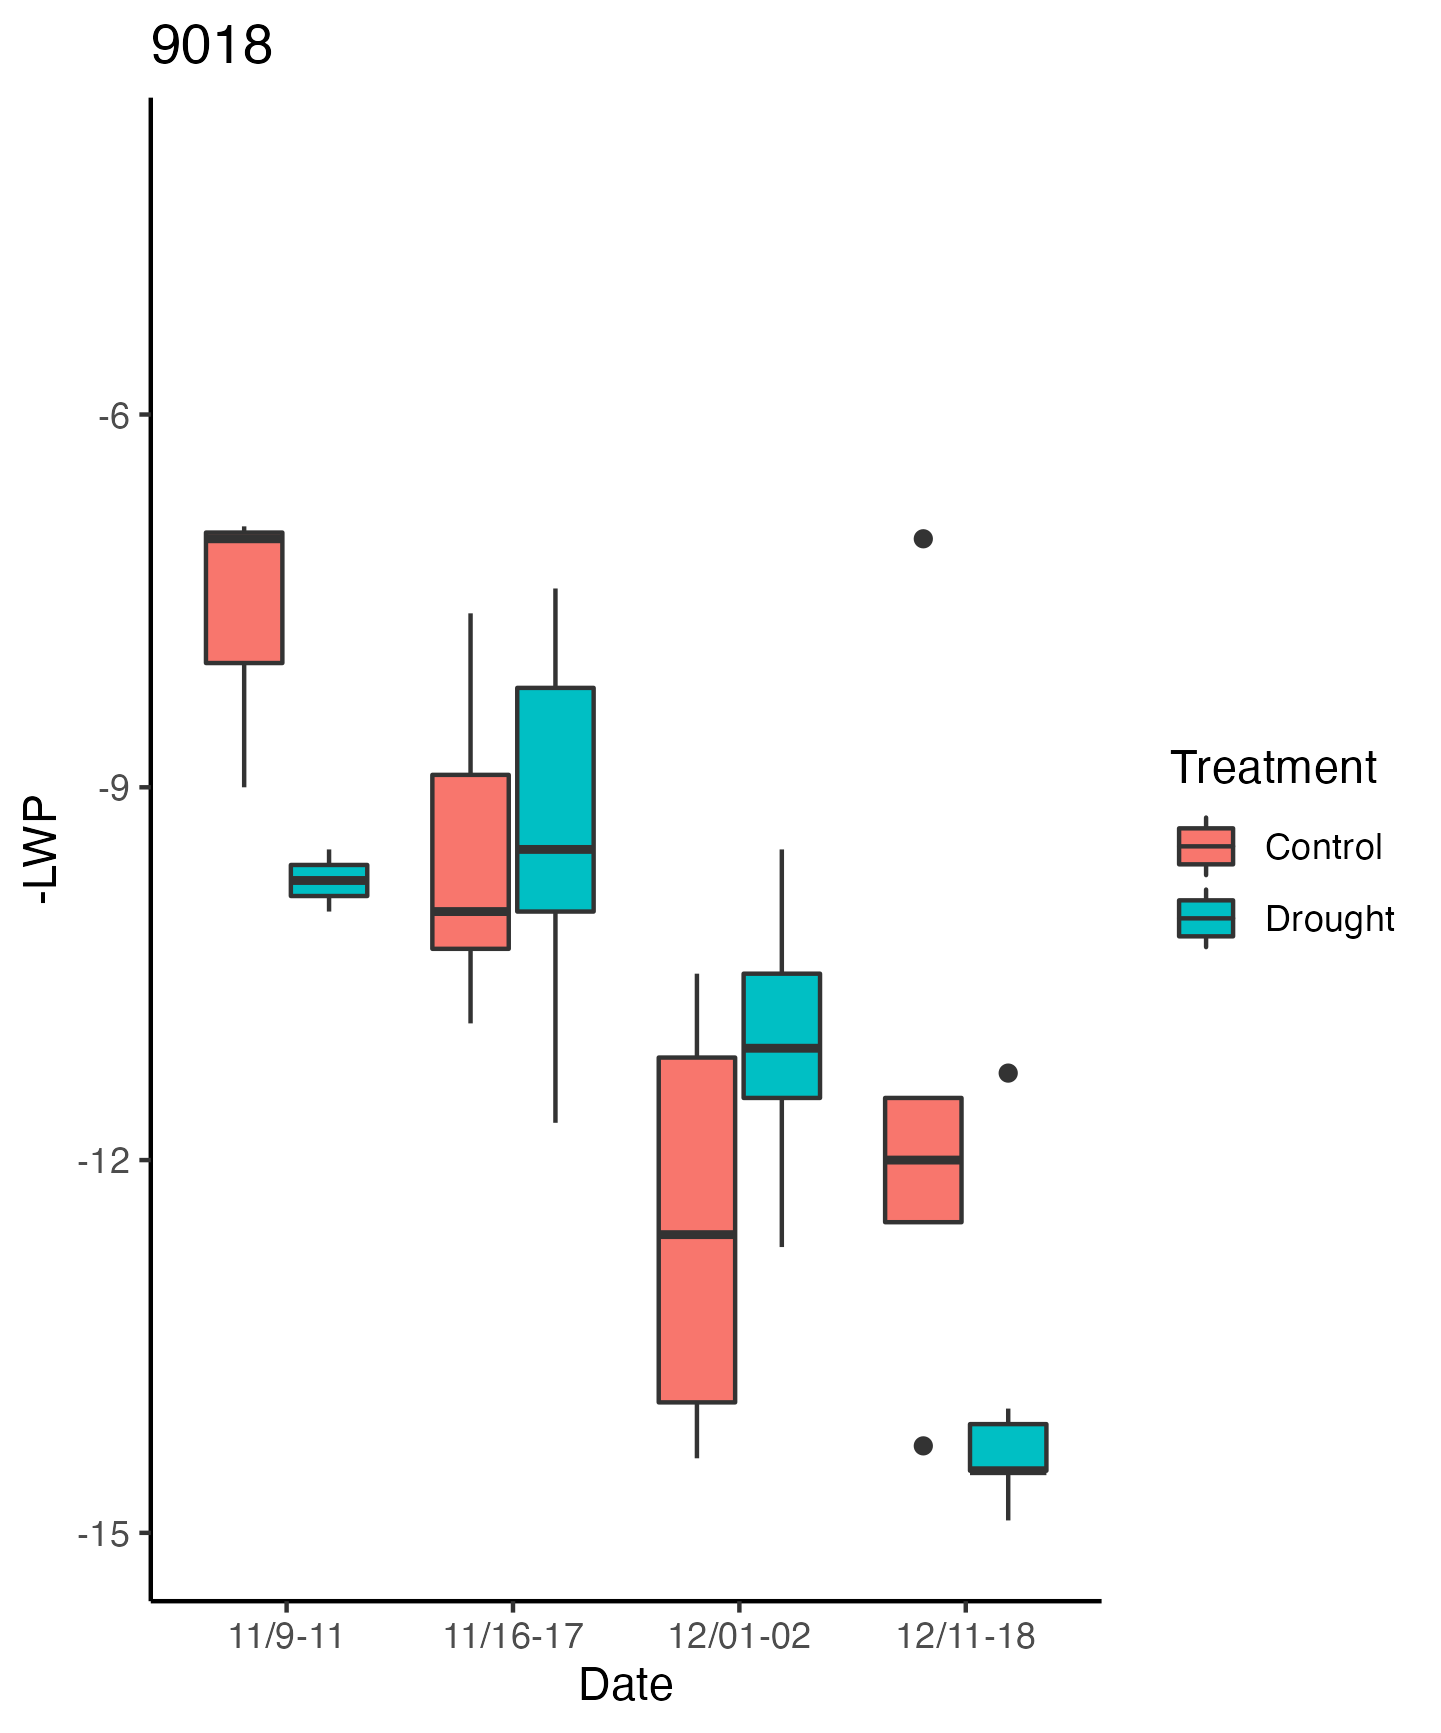 9018
-LWP
-6
-9
-12
-15
11/9-11
11/16-17
12/01-02
12/11-18
Date
Treatment
Control
Drought